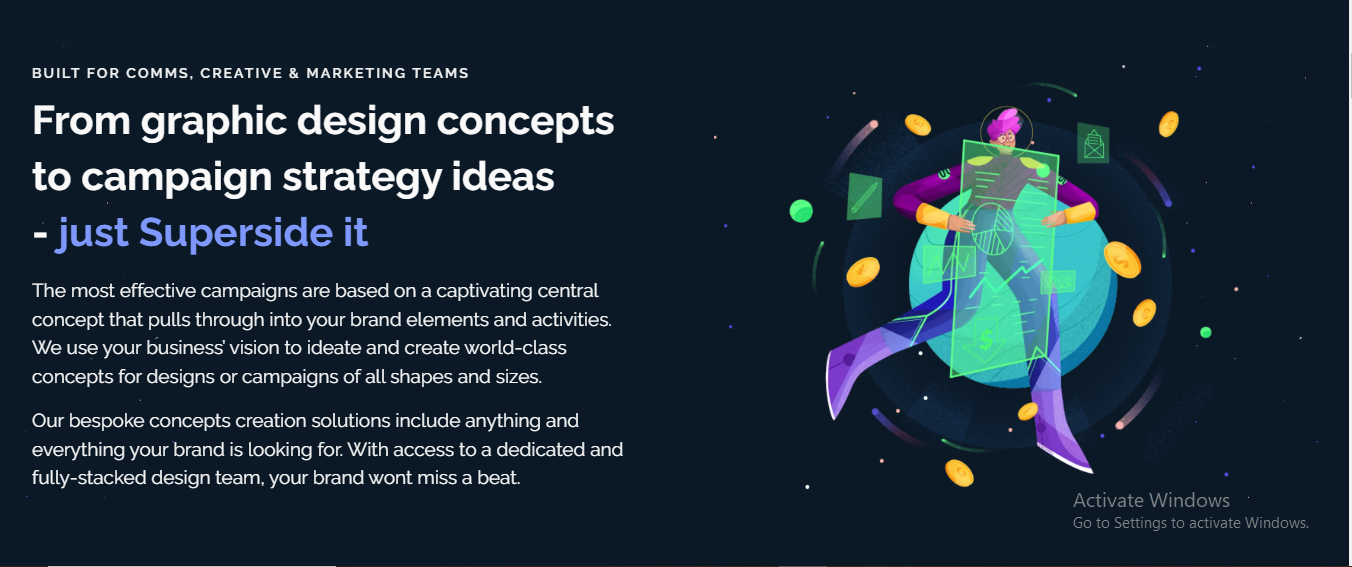 BUILT FOR COMMS, CREATIVE & MARKETING TEAMS
From graphic design concepts
to campaign strategy ideas
- just Superside it
The most effective campaigns are based on a captivating central
concept that pulls through into your brand elements and activities.
We use your business’ vision to ideate and create world-class
concepts for designs or campaigns of all shapes and sizes.
Our bespoke concepts creation solutions include anything and
everything your brand is looking for. With access to a dedicated and
fully-stacked design team, your brand wont miss a beat.
$
$
Activate Windows
Go to Settings to activate Windows.